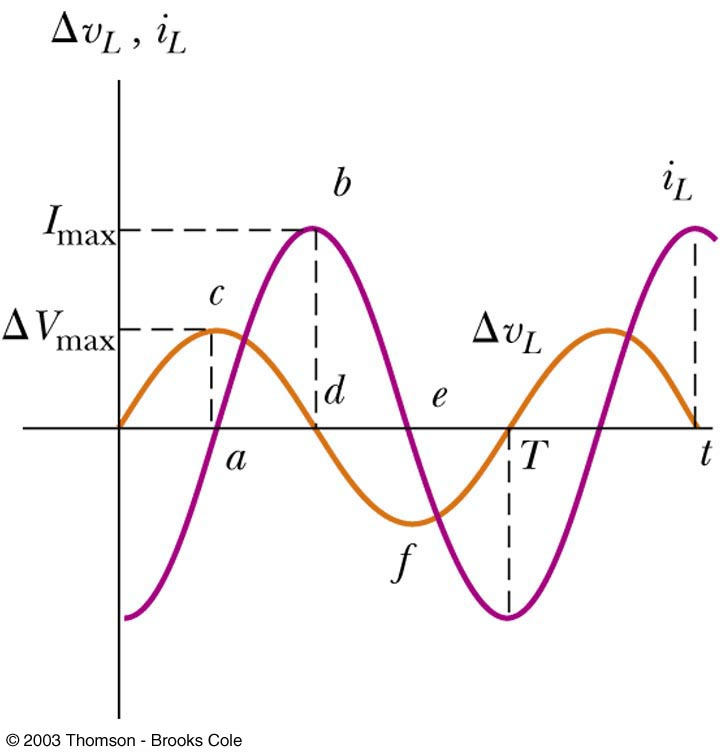 Δv_L , i_L
b
i_L
I_max
c
ΔV_max
Δv_L
d
e
a
T
t
f
© 2003 Thomson - Brooks Cole